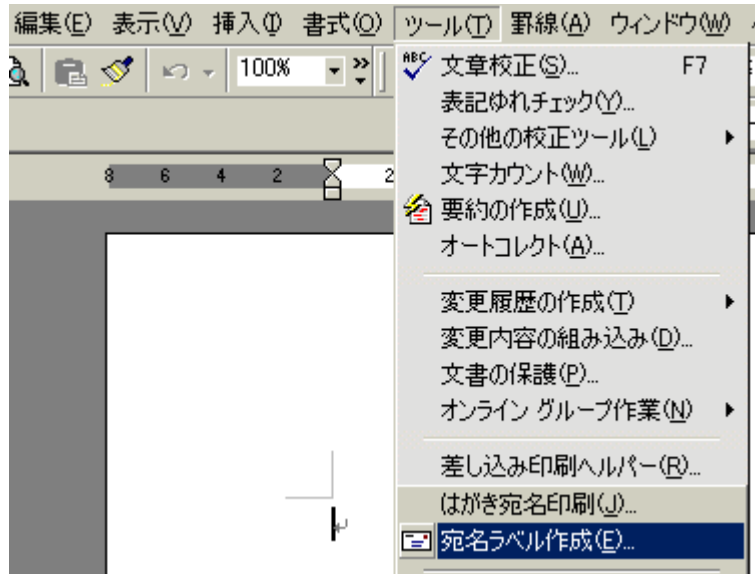 編集(E) 表示(V) 挿入(I) 書式(O) ツール(T) 罫線(A) ウィンドウ(W)
100%
ABC 文章校正(S)... F7
表記ゆれチェック(Y)...
その他の校正ツール(L)
文字カウント(W)...
8 6 4 2 2
要約の作成(U)...
オートコレクト(A)...
変更履歴の作成(T)
変更内容の組み込み(D)...
文書の保護(P)...
オンライン グループ作業(N)
差し込み印刷ヘルパー(R)...
はがき宛名印刷(J)...
宛名ラベル作成(E)...